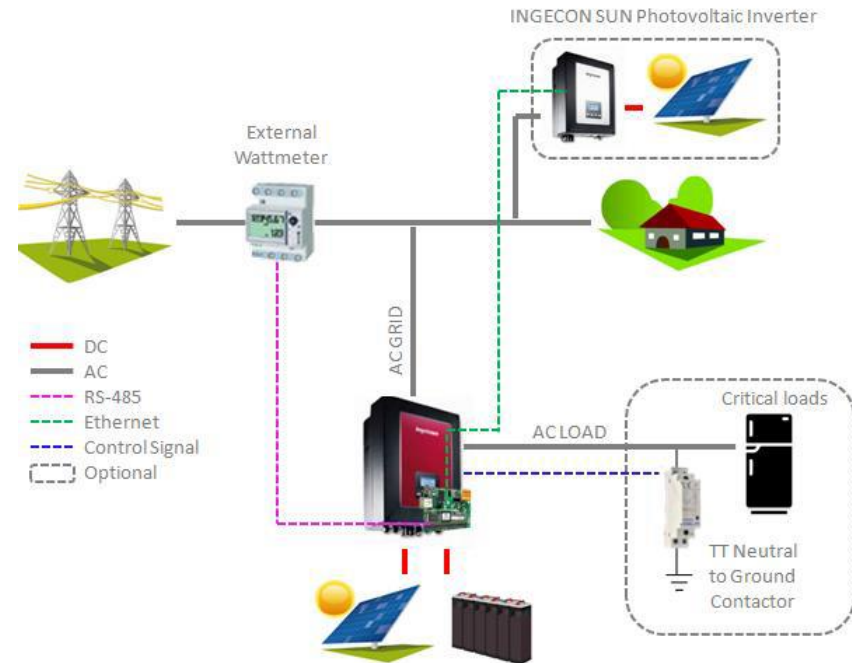 INGECON SUN Photovoltaic Inverter
External
Wattmeter
AC GRID
DC
AC
RS-485
Ethernet
Control Signal
Optional
AC LOAD
Critical loads
TT Neutral
to Ground
Contactor